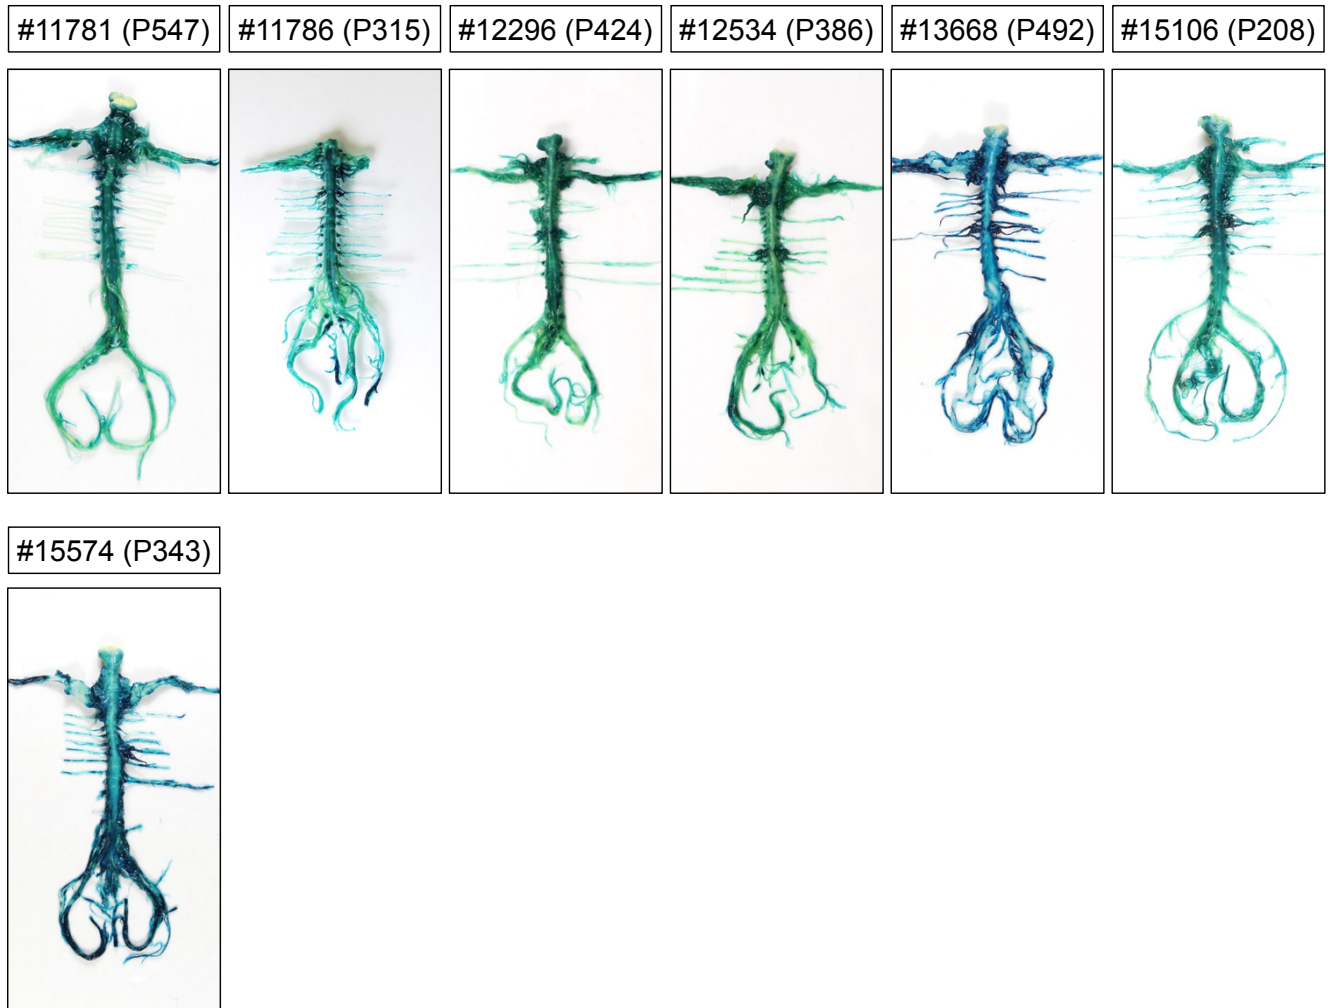 #11781 (P547)
#11786 (P315)
#12296 (P424)
#12534 (P386)
#13668 (P492)
#15106 (P208)
#15574 (P343)